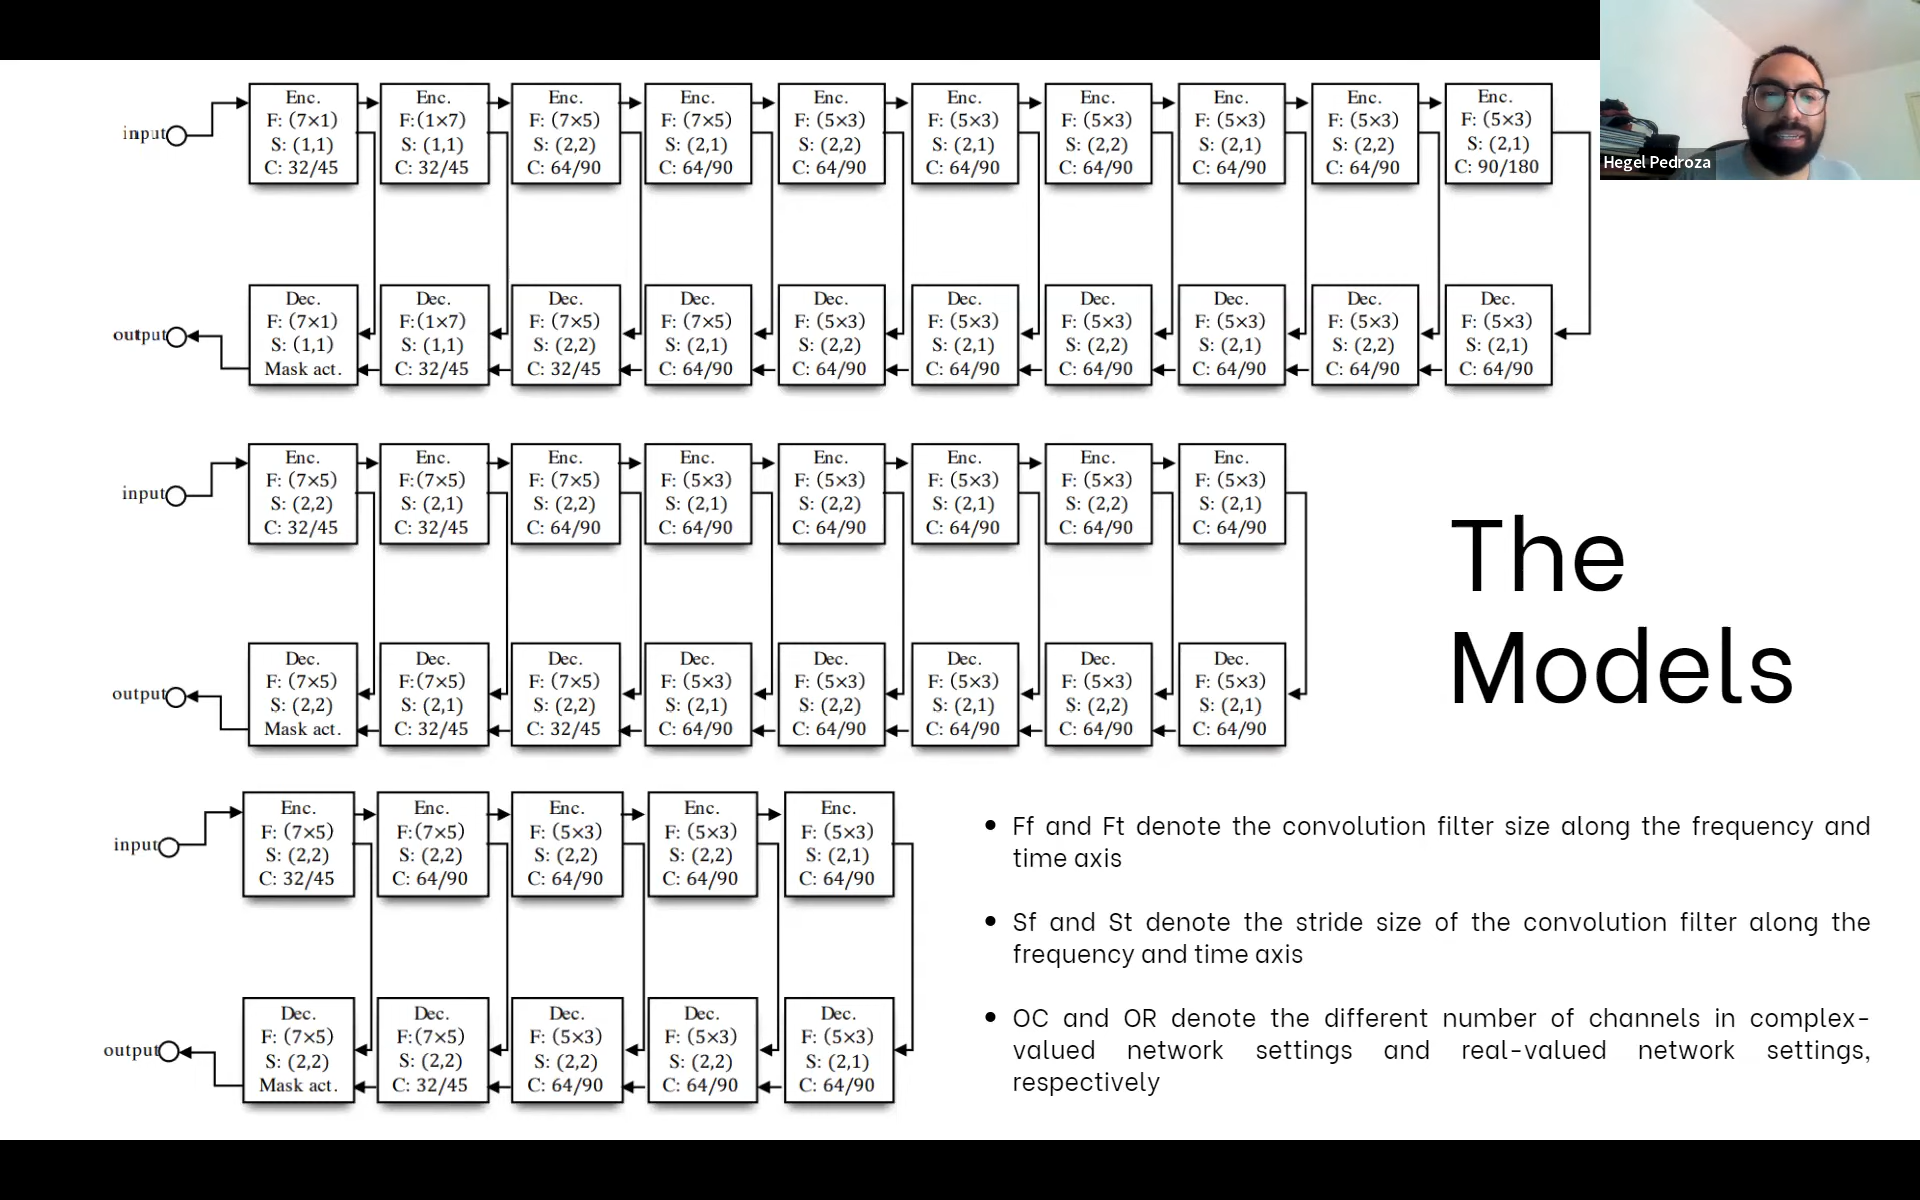 Hegel Pedroza
Enc. Enc. Enc. Enc. Enc. Enc. Enc. Enc. Enc. Enc.
F: (7×1) F:(1×7) F: (7×5) F: (7×5) F: (5×3) F: (5×3) F: (5×3) F: (5×3) F: (5×3) F: (5×3)
input S: (1,1) S: (1,1) S: (2,2) S: (2,1) S: (2,2) S: (2,1) S: (2,2) S: (2,1) S: (2,2) S: (2,1)
C: 32/45 C: 32/45 C: 64/90 C: 64/90 C: 64/90 C: 64/90 C: 64/90 C: 64/90 C: 64/90 C: 90/180
Dec. Dec. Dec. Dec. Dec. Dec. Dec. Dec. Dec. Dec.
F: (7×1) F:(1×7) F: (7×5) F: (7×5) F: (5×3) F: (5×3) F: (5×3) F: (5×3) F: (5×3) F: (5×3)
output S: (1,1) S: (1,1) S: (2,2) S: (2,1) S: (2,2) S: (2,1) S: (2,2) S: (2,1) S: (2,2) S: (2,1)
Mask act. C: 32/45 C: 32/45 C: 64/90 C: 64/90 C: 64/90 C: 64/90 C: 64/90 C: 64/90 C: 64/90
Enc. Enc. Enc. Enc. Enc. Enc. Enc. Enc.
F: (7×5) F:(7×5) F: (7×5) F: (5×3) F: (5×3) F: (5×3) F: (5×3) F: (5×3)
input S: (2,2) S: (2,1) S: (2,2) S: (2,1) S: (2,2) S: (2,1) S: (2,2) S: (2,1)
C: 32/45 C: 32/45 C: 64/90 C: 64/90 C: 64/90 C: 64/90 C: 64/90 C: 64/90
Dec. Dec. Dec. Dec. Dec. Dec. Dec. Dec.
F: (7×5) F:(7×5) F: (7×5) F: (5×3) F: (5×3) F: (5×3) F: (5×3) F: (5×3)
output S: (2,2) S: (2,1) S: (2,2) S: (2,1) S: (2,2) S: (2,1) S: (2,2) S: (2,1)
Mask act. C: 32/45 C: 32/45 C: 64/90 C: 64/90 C: 64/90 C: 64/90 C: 64/90
Enc. Enc. Enc. Enc. Enc.
F: (7×5) F:(7×5) F: (5×3) F: (5×3) F: (5×3)
input S: (2,2) S: (2,2) S: (2,2) S: (2,2) S: (2,1)
C: 32/45 C: 64/90 C: 64/90 C: 64/90 C: 64/90
Dec. Dec. Dec. Dec. Dec.
F: (7×5) F:(7×5) F: (5×3) F: (5×3) F: (5×3)
output S: (2,2) S: (2,2) S: (2,2) S: (2,2) S: (2,1)
Mask act. C: 32/45 C: 64/90 C: 64/90 C: 64/90
The
Models
• Ff and Ft denote the convolution filter size along the frequency and
time axis
• Sf and St denote the stride size of the convolution filter along the
frequency and time axis
• OC and OR denote the different number of channels in complex-
valued network settings and real-valued network settings,
respectively